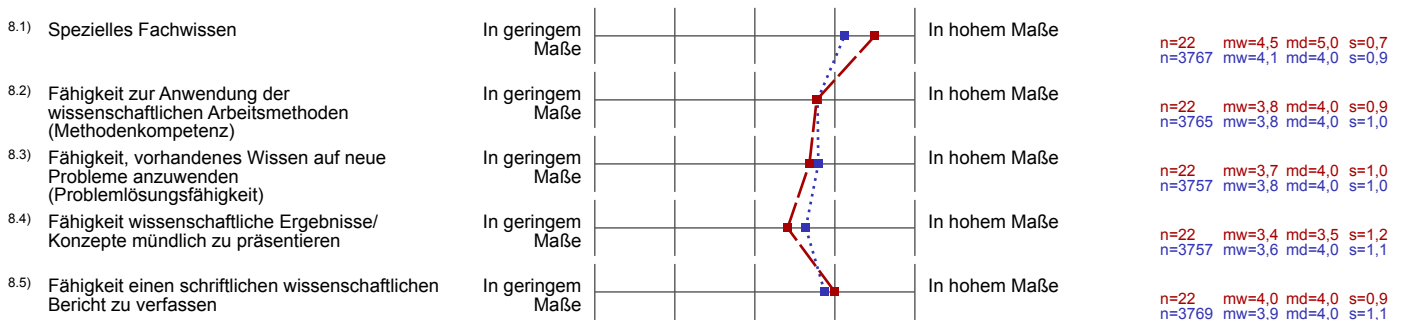 8.1) Spezielles Fachwissen
In geringem
Maße
In hohem Maße
n=22 mw=4,5 md=5,0 s=0,7
n=3767 mw=4,1 md=4,0 s=0,9
8.2) Fähigkeit zur Anwendung der
wissenschaftlichen Arbeitsmethoden
(Methodenkompetenz)
In geringem
Maße
In hohem Maße
n=22 mw=3,8 md=4,0 s=0,9
n=3765 mw=3,8 md=4,0 s=1,0
8.3) Fähigkeit, vorhandenes Wissen auf neue
Probleme anzuwenden
(Problemlösungsfähigkeit)
In geringem
Maße
In hohem Maße
n=22 mw=3,7 md=4,0 s=1,0
n=3757 mw=3,8 md=4,0 s=1,0
8.4) Fähigkeit wissenschaftliche Ergebnisse/
Konzepte mündlich zu präsentieren
In geringem
Maße
In hohem Maße
n=22 mw=3,4 md=3,5 s=1,2
n=3757 mw=3,6 md=4,0 s=1,1
8.5) Fähigkeit einen schriftlichen wissenschaftlichen
Bericht zu verfassen
In geringem
Maße
In hohem Maße
n=22 mw=4,0 md=4,0 s=0,9
n=3769 mw=3,9 md=4,0 s=1,1